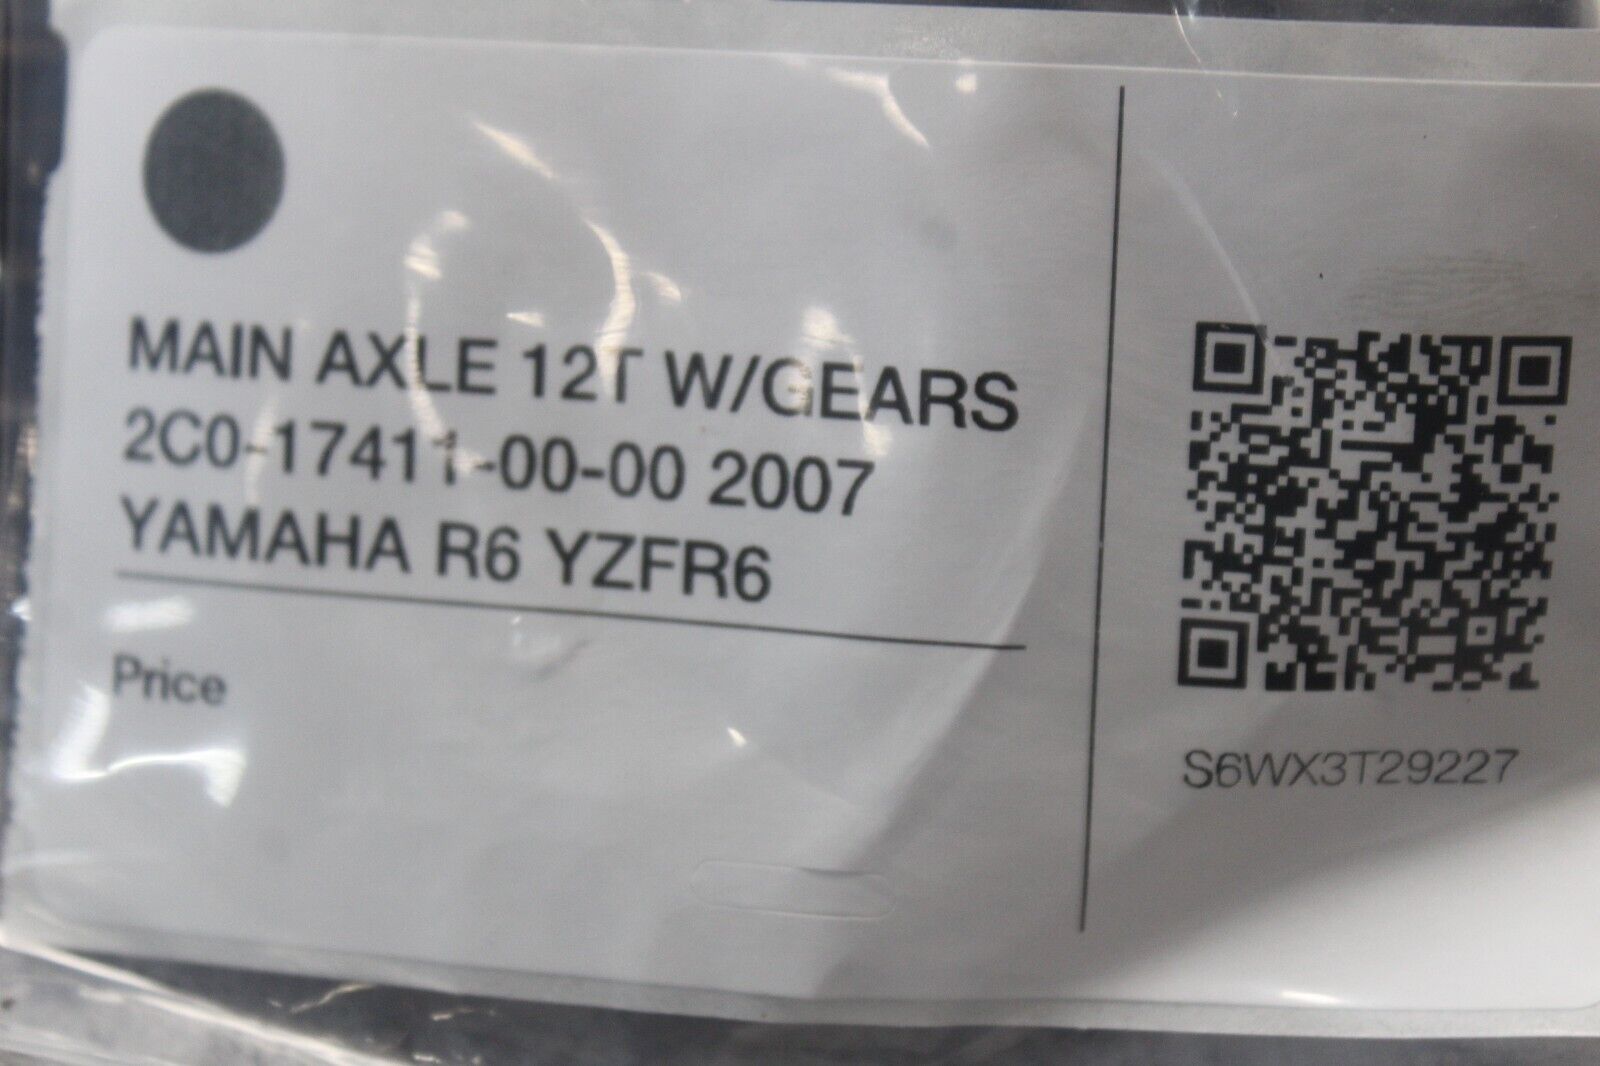 MAIN AXLE 12T W/GEARS
2C0-17411-00-00 2007
YAMAHA R6 YZFR6
Price
S6WX3T29227